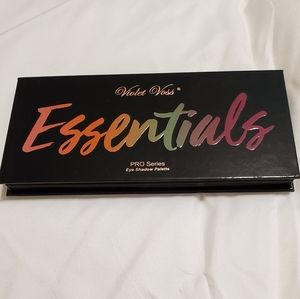 Violet Voss®
Essentials
PRO Series
Eye Shadow Palette